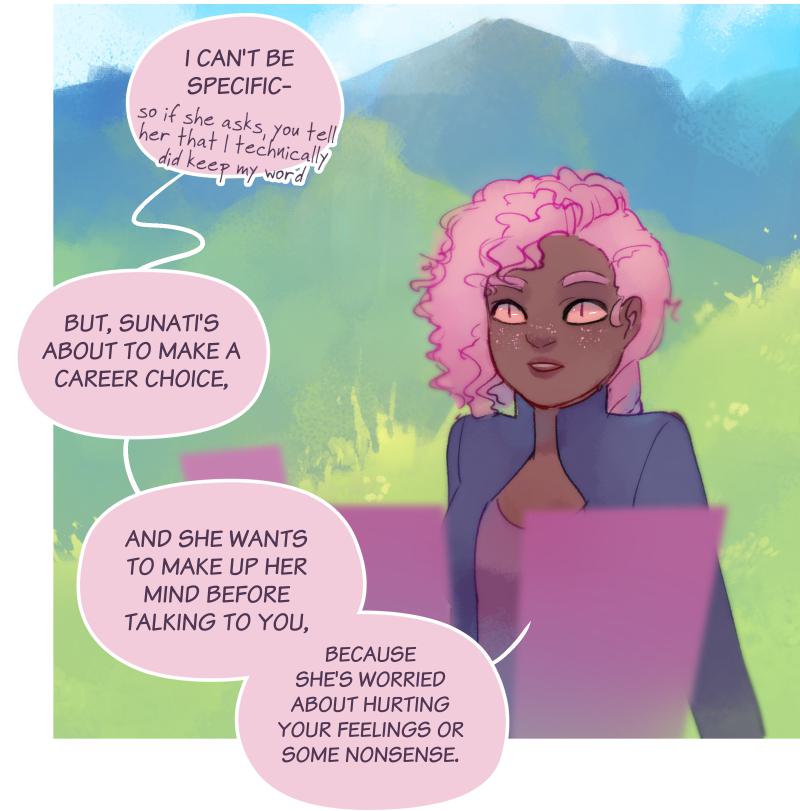 I CAN'T BE
SPECIFIC-
so if she asks, you tell
her that I technically
did keep my word
BUT, SUNATI'S
ABOUT TO MAKE A
CAREER CHOICE,
AND SHE WANTS
TO MAKE UP HER
MIND BEFORE
TALKING TO YOU,
BECAUSE
SHE'S WORRIED
ABOUT HURTING
YOUR FEELINGS OR
SOME NONSENSE.